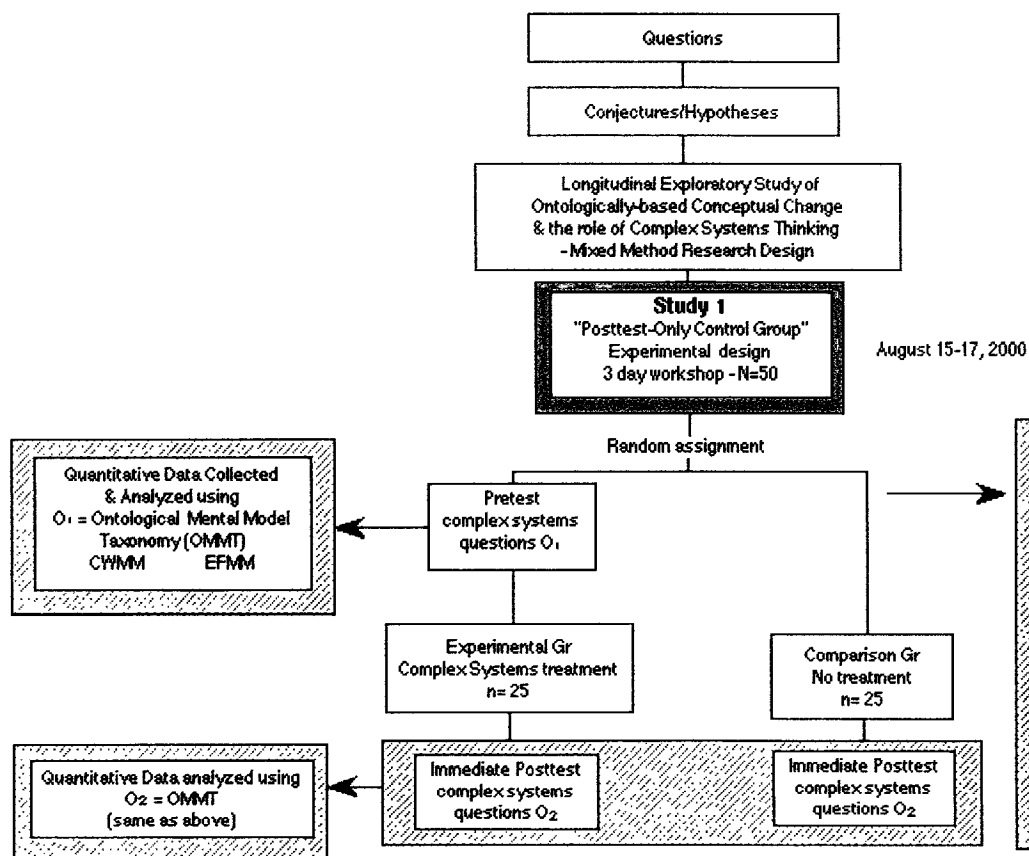 Questions
Conjectures/Hypotheses
Longitudinal Exploratory Study of
Ontologically-based Conceptual Change
& the role of Complex Systems Thinking
- Mixed Method Research Design
Study 1
"Posttest-Only Control Group"
Experimental design
3 day workshop - N=50
August 15-17, 2000
Random assignment
Quantitative Data Collected
& Analyzed using
O₁ = Ontological Mental Model
Taxonomy (OMMT)
CWMM EFMM
Pretest
complex systems
questions O₁
Experimental Gr
Complex Systems treatment
n= 25
Comparison Gr
No treatment
n= 25
Quantitative Data analyzed using
O₂ = OMMT
(same as above)
Immediate Posttest
complex systems
questions O₂
Immediate Posttest
complex systems
questions O₂